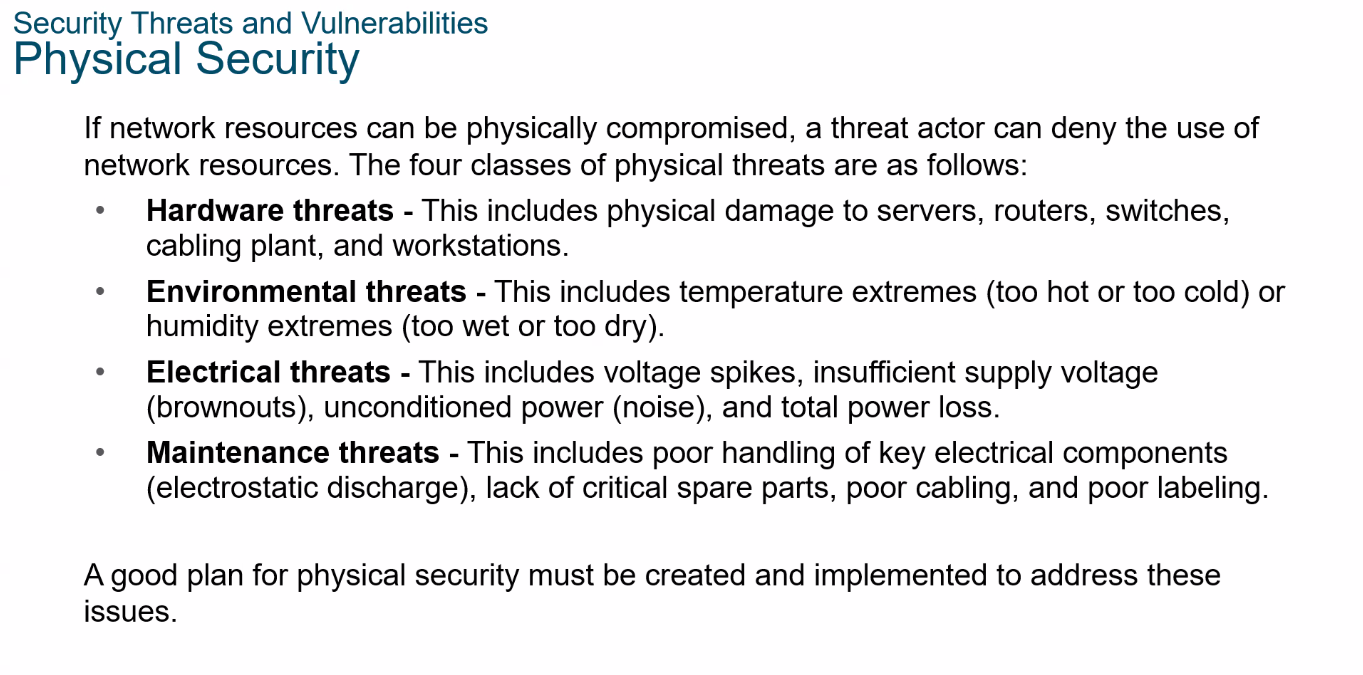 Security Threats and Vulnerabilities
Physical Security
If network resources can be physically compromised, a threat actor can deny the use of
network resources. The four classes of physical threats are as follows:
• Hardware threats - This includes physical damage to servers, routers, switches,
cabling plant, and workstations.
• Environmental threats - This includes temperature extremes (too hot or too cold) or
humidity extremes (too wet or too dry).
• Electrical threats - This includes voltage spikes, insufficient supply voltage
(brownouts), unconditioned power (noise), and total power loss.
• Maintenance threats - This includes poor handling of key electrical components
(electrostatic discharge), lack of critical spare parts, poor cabling, and poor labeling.
A good plan for physical security must be created and implemented to address these
issues.